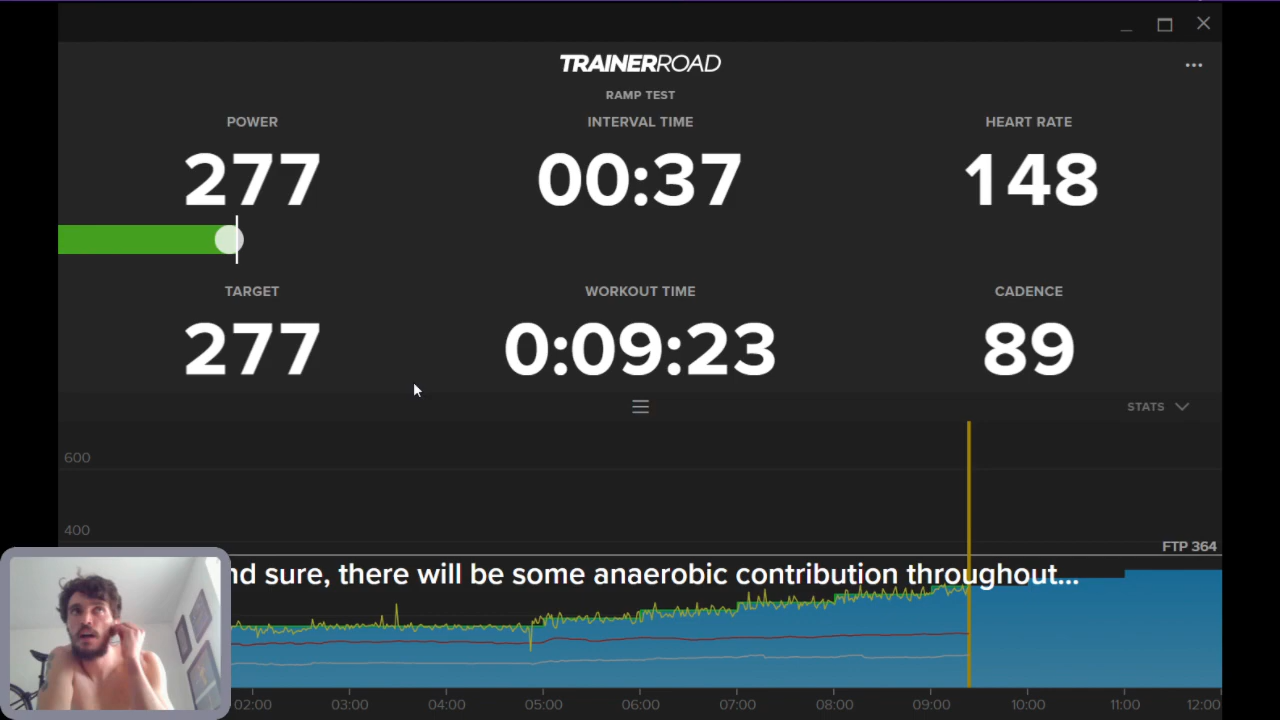 TRAINERROAD
RAMP TEST
POWER
INTERVAL TIME
HEART RATE
277
00:37
148
TARGET
WORKOUT TIME
CADENCE
277
0:09:23
89
STATS
600
400
FTP 364
nd sure, there will be some anaerobic contribution throughout...
02:00 03:00 04:00 05:00 06:00 07:00 08:00 09:00 10:00 11:00 12:00